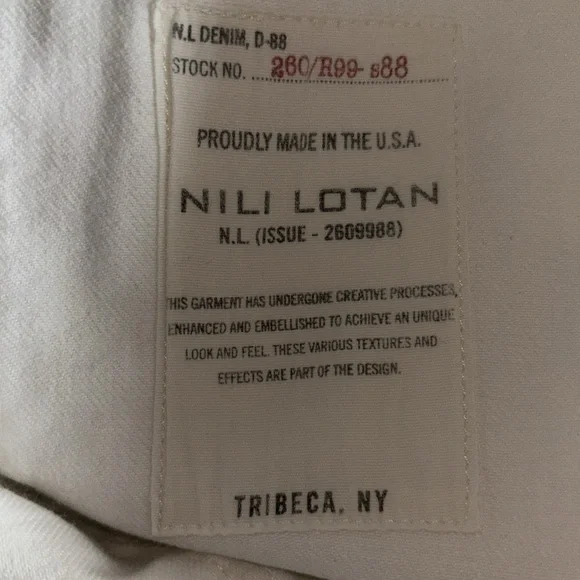 N.L DENIM, D-88
STOCK NO. 260/R99-s88
PROUDLY MADE IN THE U.S.A.
NILI LOTAN
N.L. (ISSUE - 2609988)
THIS GARMENT HAS UNDERGONE CREATIVE PROCESSES,
ENHANCED AND EMBELLISHED TO ACHIEVE AN UNIQUE
LOOK AND FEEL. THESE VARIOUS TEXTURES AND
EFFECTS ARE PART OF THE DESIGN.
TRIBECA, NY